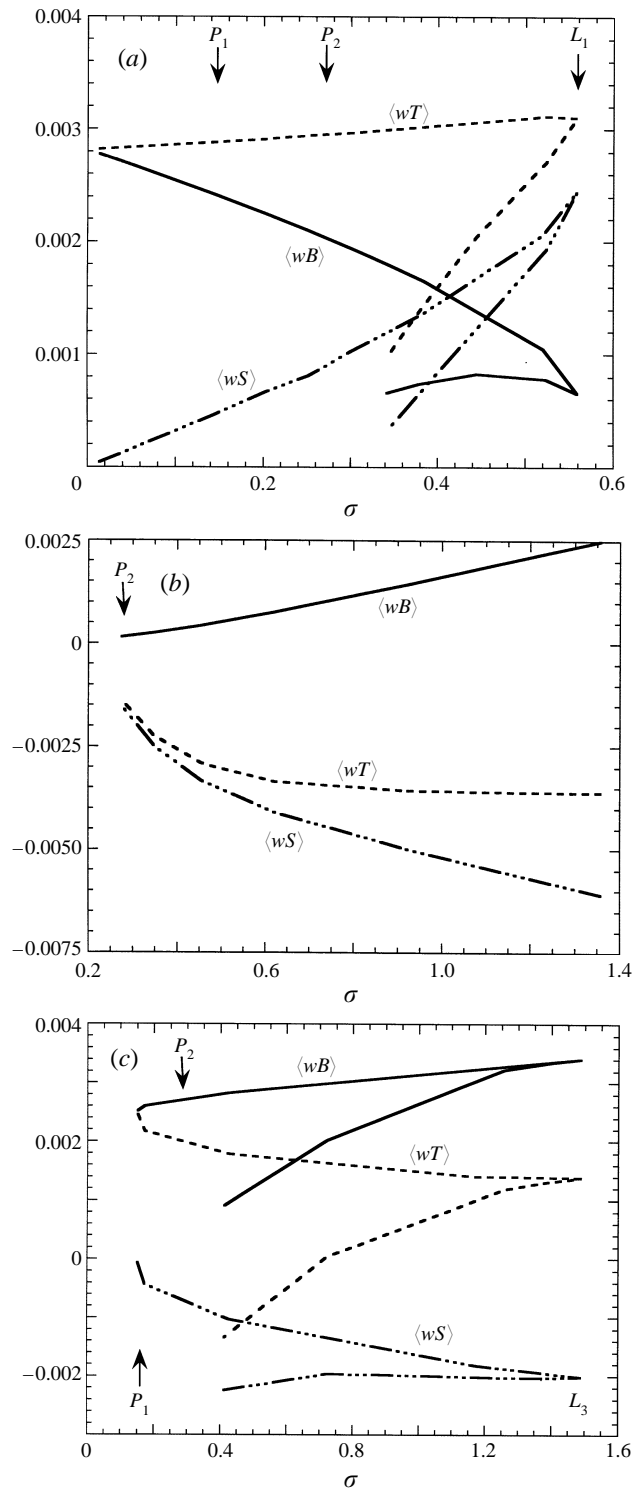 0.004
P1
P2
L1
(a)
⟨wT⟩
0.003
⟨wB⟩
0.002
0.001
⟨wS⟩
0
0.2
0.4
0.6
σ
0.0025
P2
(b)
⟨wB⟩
0
−0.0025
⟨wT⟩
⟨wS⟩
−0.0050
−0.0075
0.2
0.6
1.0
1.4
σ
0.004
(c)
P2
⟨wB⟩
0.002
⟨wT⟩
0
⟨wS⟩
−0.002
P1
L3
0
0.4
0.8
1.2
1.6
σ